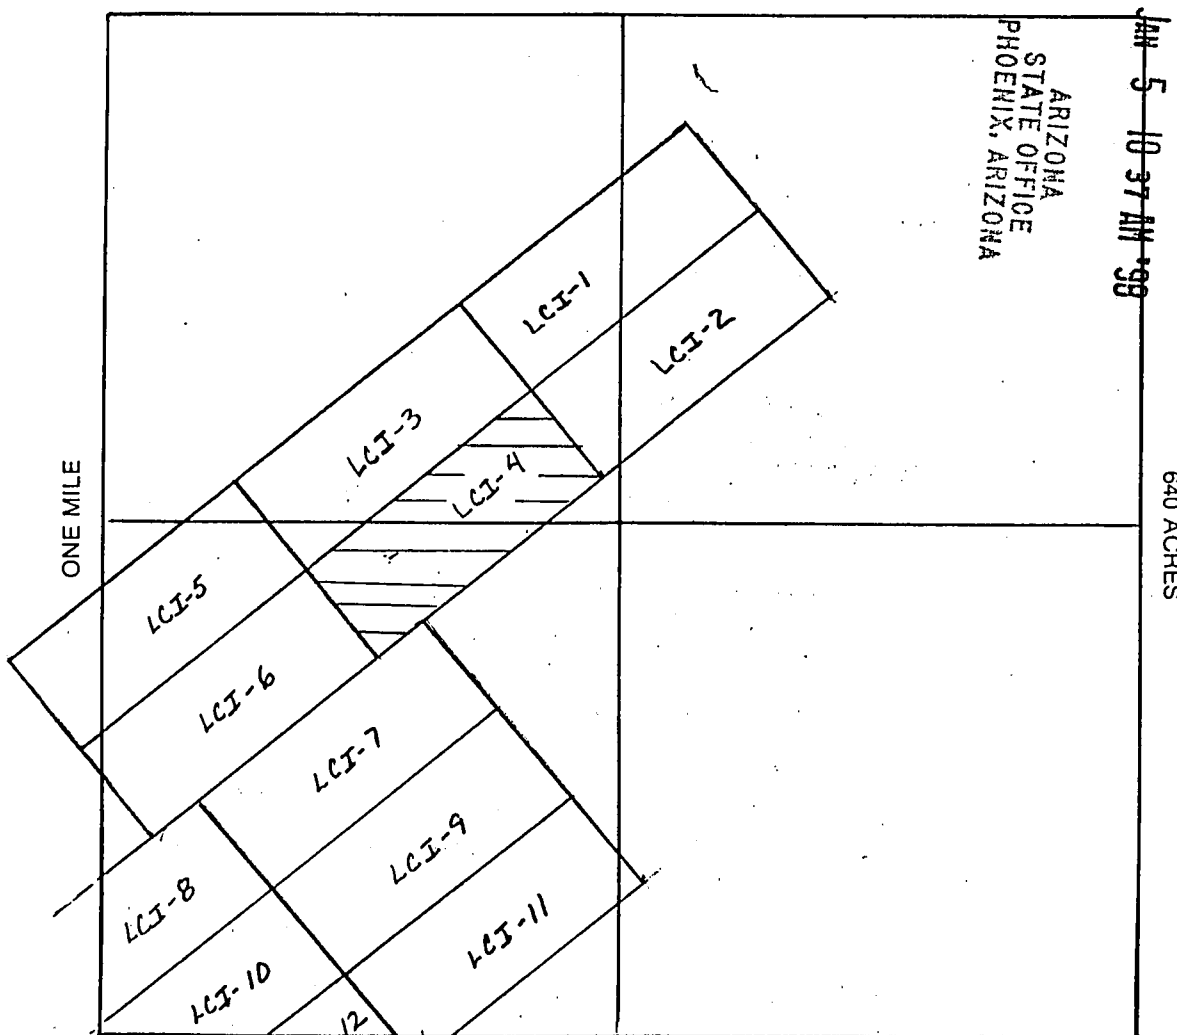 JAN 5 10 37 AM '90
ARIZONA
STATE OFFICE
PHOENIX, ARIZONA
640 ACRES
ONE MILE
LCI-1
LCI-2
LCI-3
LCI-4
LCI-5
LCI-6
LCI-7
LCI-8
LCI-9
LCI-10
LCI-11
12